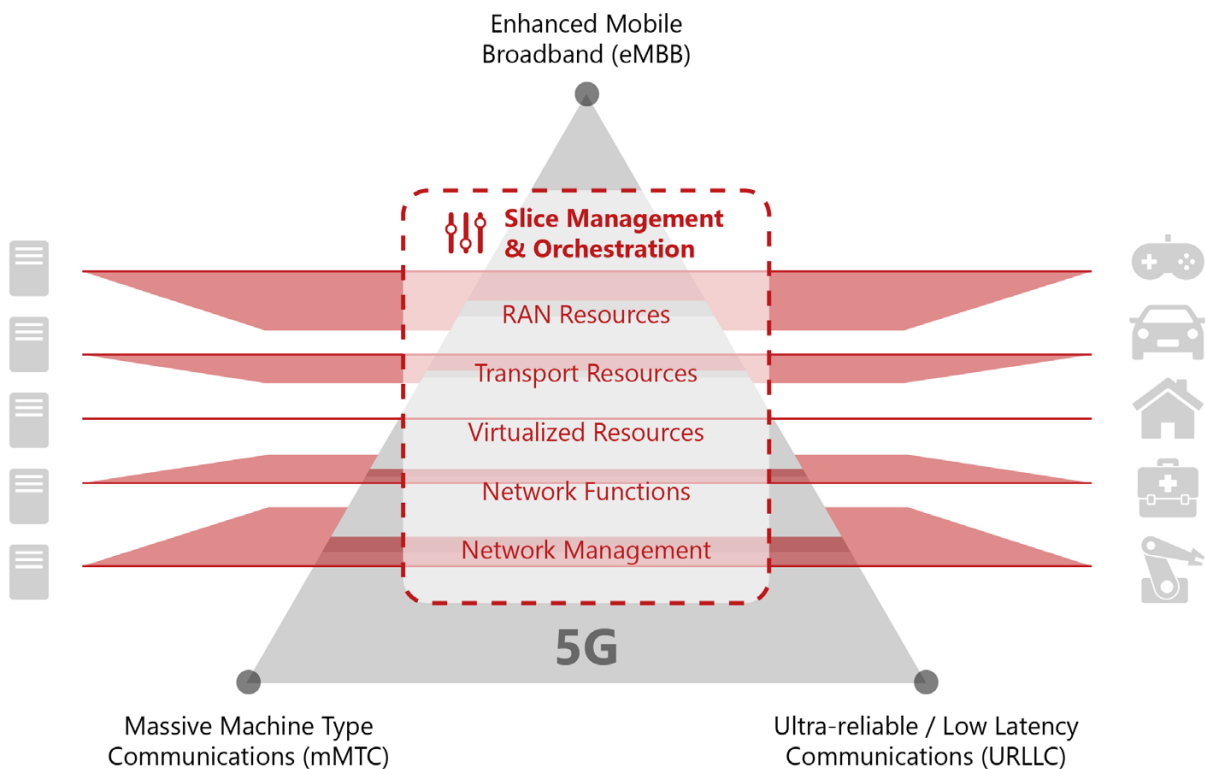 Enhanced Mobile
Broadband (eMBB)
Slice Management
& Orchestration
RAN Resources
Transport Resources
Virtualized Resources
Network Functions
Network Management
5G
Massive Machine Type
Communications (mMTC)
Ultra-reliable / Low Latency
Communications (URLLC)